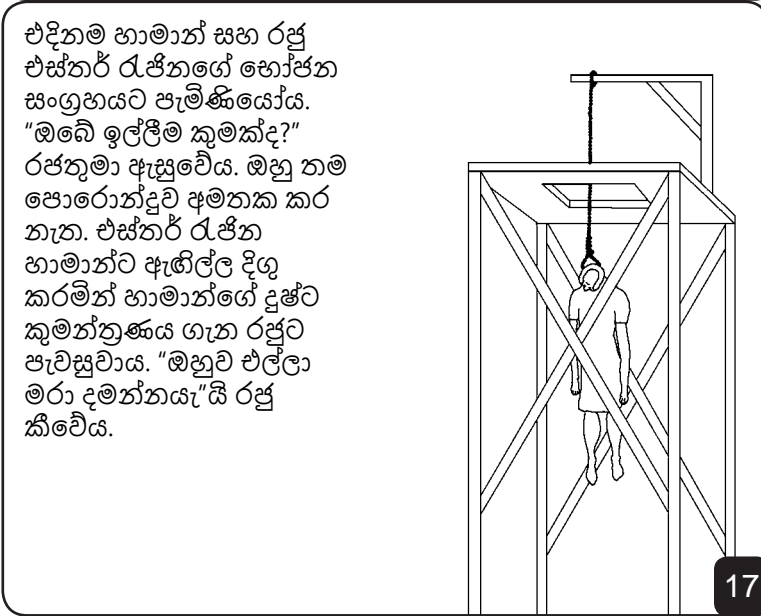 එදිනම හාමාන් සහ රජු
එස්තර් රැජිනගේ භෝජන
සංග්‍රහයට පැමිණියෝය.
“ඔබේ ඉල්ලීම කුමක්ද?”
රජතුමා ඇසුවේය. ඔහු තම
පොරොන්දුව අමතක කර
නැත. එස්තර් රැජින
හාමාන්ට ඇඟිල්ල දිගු
කරමින් හාමාන්ගේ දුෂ්ට
කුමන්ත්‍රණය ගැන රජුට
පැවසුවාය. “ඔහුව එල්ලා
මරා දමන්නයැ”යි රජු
කීවේය.
17